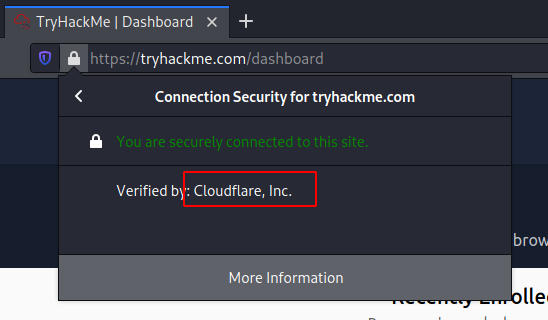 TryHackMe | Dashboard
https://tryhackme.com/dashboard
Connection Security for tryhackme.com
You are securely connected to this site.
Verified by: Cloudflare, Inc.
brow
More Information
Recently Enrolle